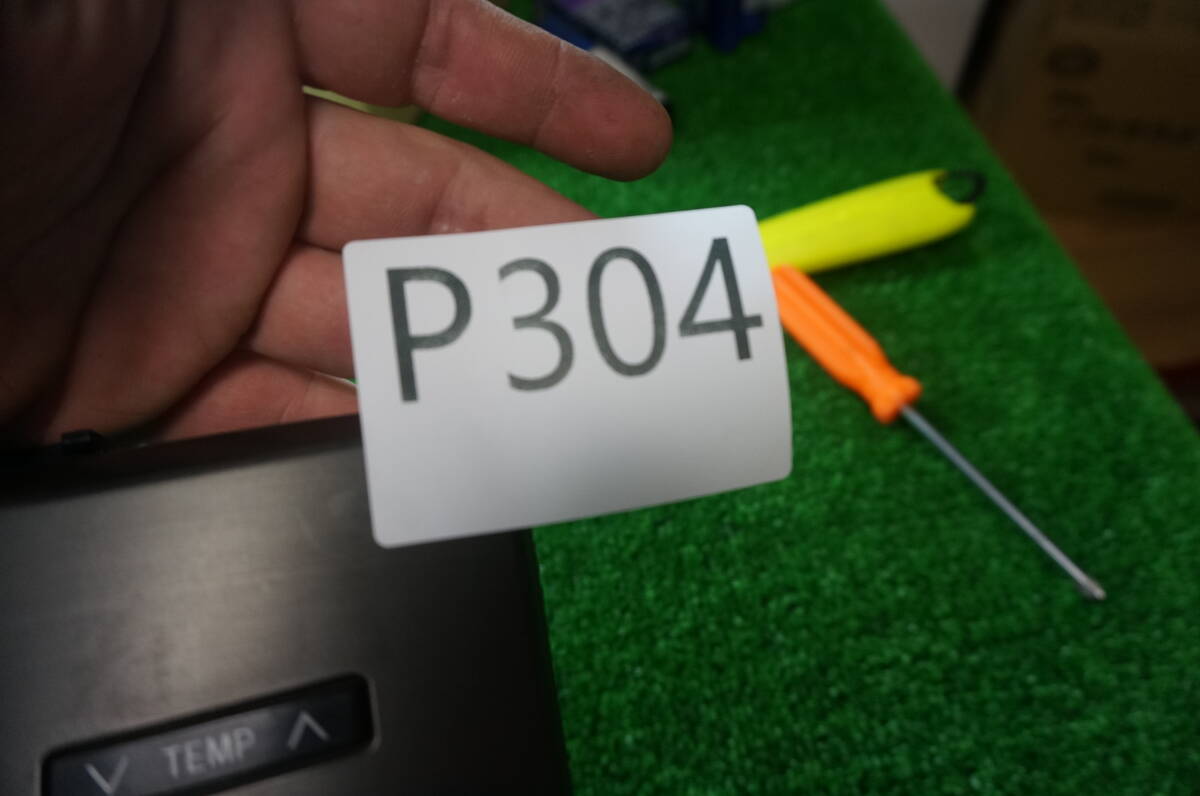 P304
∨ TEMP ∧